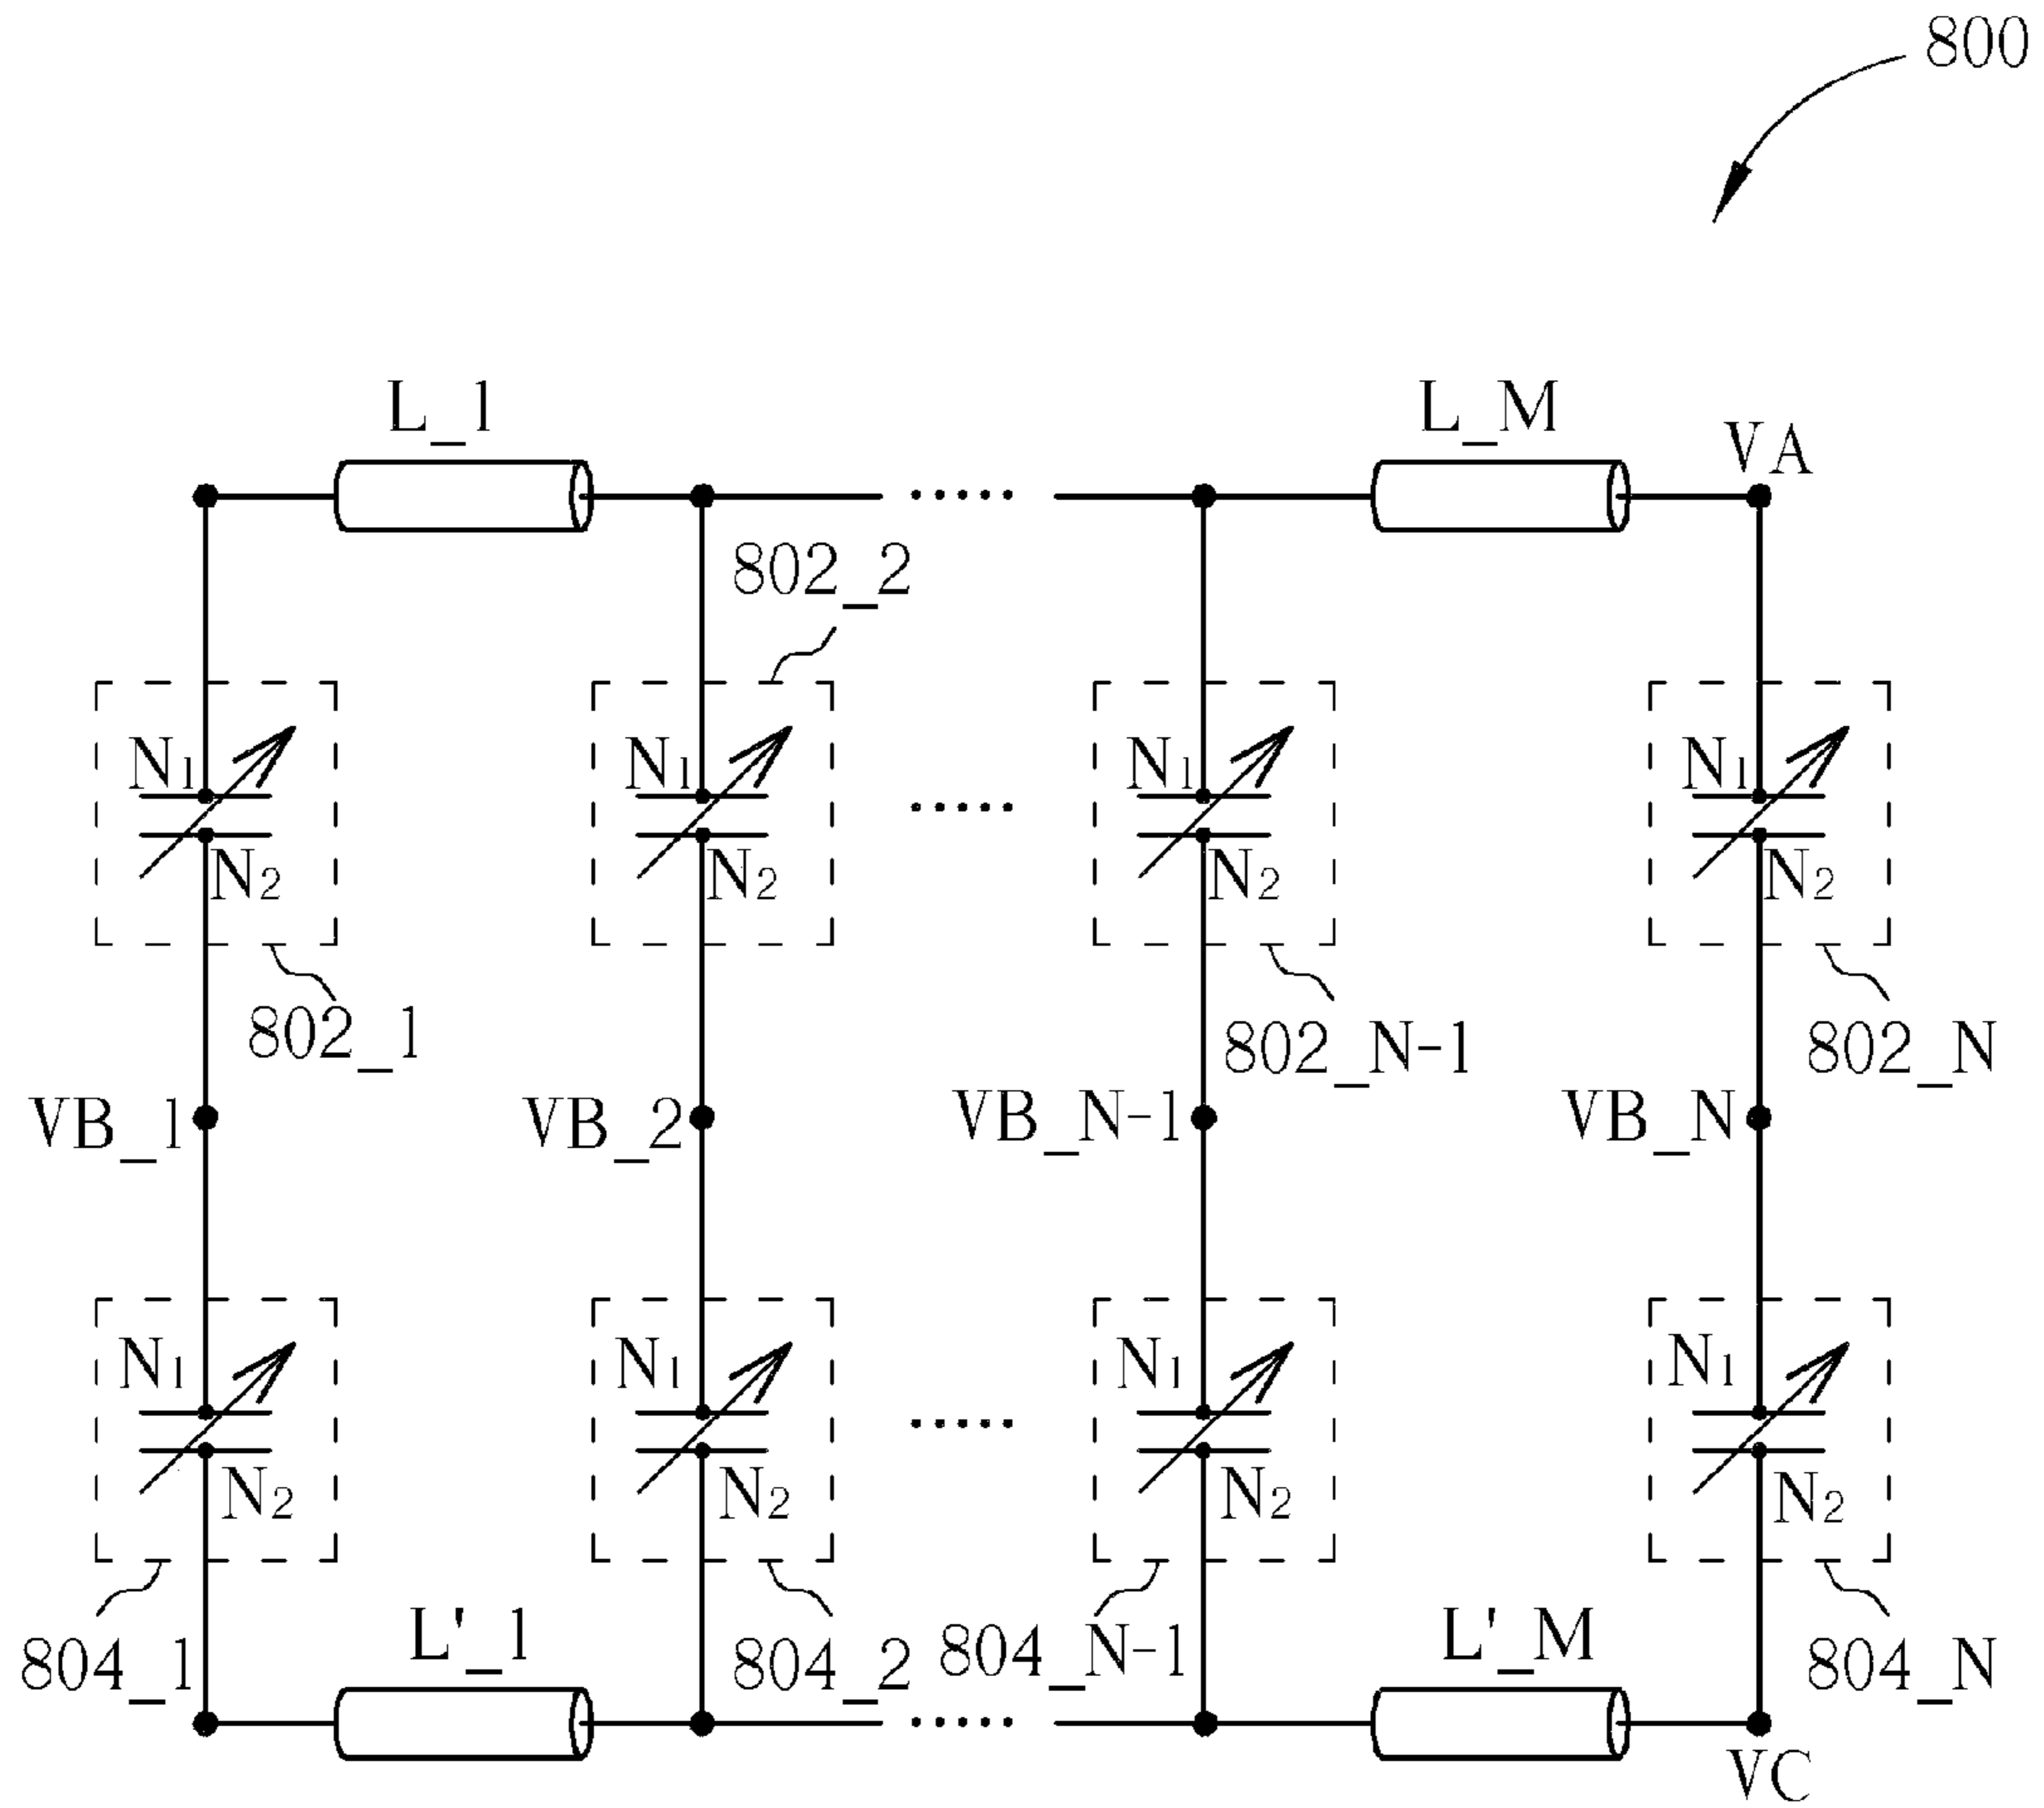 800
L_1
L_M
VA
802_2
N1
N1
N1
N1
N2
N2
N2
N2
802_1
802_N-1
802_N
VB_1
VB_2
VB_N-1
VB_N
N1
N1
N1
N1
N2
N2
N2
N2
804_1
L'_1
804_2
804_N-1
L'_M
804_N
VC